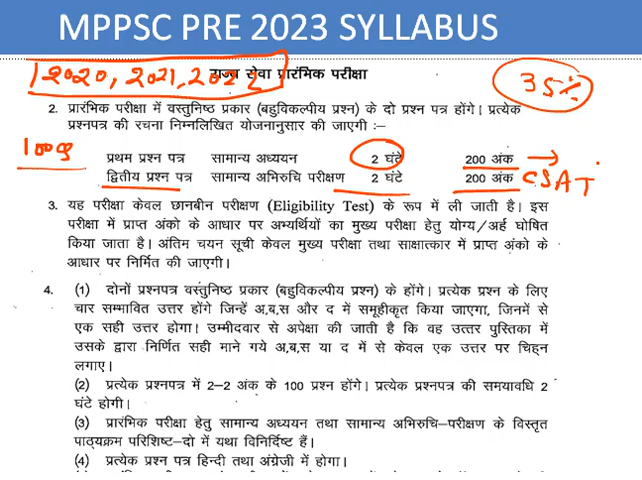 MPPSC PRE 2023 SYLLABUS
2020, 2021, 202
राज्य सेवा प्रारंभिक परीक्षा
35%
2. प्रारंभिक परीक्षा में वस्तुनिष्ठ प्रकार (बहुविकल्पीय प्रश्न) के दो प्रश्न पत्र होंगे। प्रत्येक
प्रश्नपत्र की रचना निम्नलिखित योजनानुसार की जाएगी :-
प्रथम प्रश्न पत्र सामान्य अध्ययन 2 घंटे 200 अंक
द्वितीय प्रश्न पत्र सामान्य अभिरुचि परीक्षण 2 घंटे 200 अंक CSAT
3. यह परीक्षा केवल छानबीन परीक्षण (Eligibility Test) के रूप में ली जाती है। इस
परीक्षा में प्राप्त अंको के आधार पर अभ्यर्थियों का मुख्य परीक्षा हेतु योग्य/अर्ह घोषित
किया जाता है। अंतिम चयन सूची केवल मुख्य परीक्षा तथा साक्षात्कार में प्राप्त अंको के
आधार पर निर्मित की जाएगी।
4. (1) दोनों प्रश्नपत्र वस्तुनिष्ठ प्रकार (बहुविकल्पीय प्रश्न) के होंगे। प्रत्येक प्रश्न के लिए
चार सम्भावित उत्तर होंगे जिन्हें अ,ब,स और द में समूहीकृत किया जाएगा, जिनमें से
एक सही उत्तर होगा। उम्मीदवार से अपेक्षा की जाती है कि वह उत्तर पुस्तिका में
उसके द्वारा निर्णित सही माने गये अ,ब,स या द में से केवल एक उत्तर पर चिह्न
लगाए।
(2) प्रत्येक प्रश्नपत्र में 2-2 अंक के 100 प्रश्न होंगे। प्रत्येक प्रश्नपत्र की समयावधि 2
घंटे होगी।
(3) प्रारंभिक परीक्षा हेतु सामान्य अध्ययन तथा सामान्य अभिरुचि-परीक्षण के विस्तृत
पाठ्यक्रम परिशिष्ट-दो में यथा विनिर्दिष्ट हैं।
(4) प्रत्येक प्रश्न पत्र हिन्दी तथा अंग्रेजी में होगा।